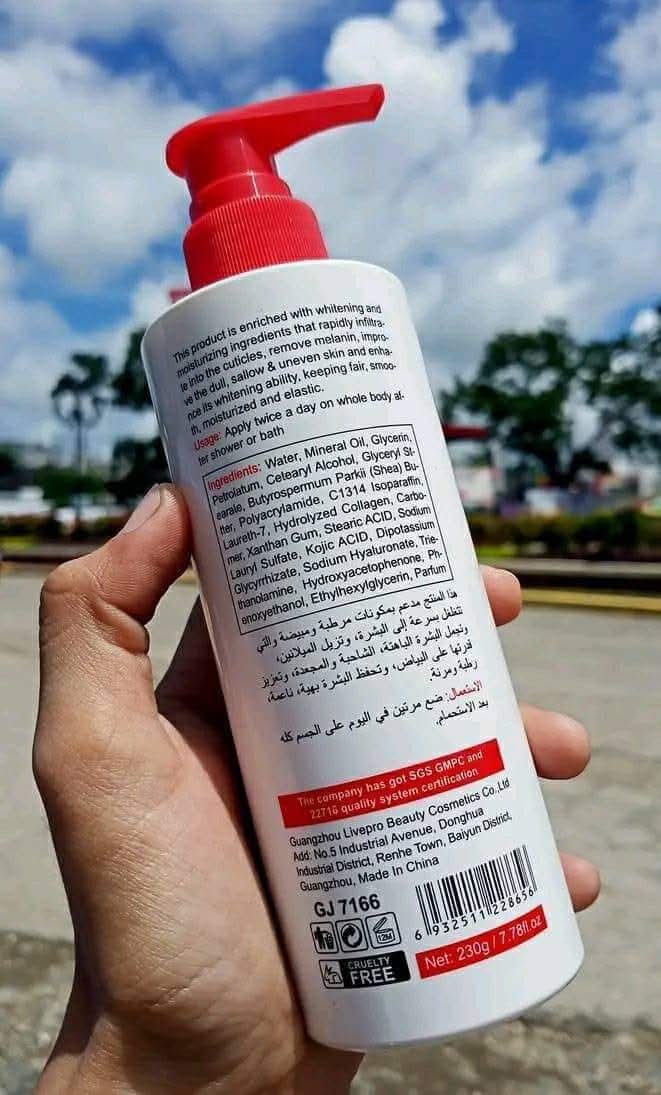 This product is enriched with whitening and
moisturizing ingredients that rapidly infiltra-
te into the cuticles, remove melanin, impro-
ve the dull, sallow & uneven skin and enha-
nce its whitening ability, keeping fair, smoo-
th, moisturized and elastic.
Usage: Apply twice a day on whole body af-
ter shower or bath
Ingredients: Water, Mineral Oil, Glycerin,
Petrolatum, Cetearyl Alcohol, Glyceryl St-
earale, Butyrospermum Parkii (Shea) Bu-
tter, Polyacrylamide, C1314 Isoparaffin,
Laureth-7, Hydrolyzed Collagen, Carbo-
mer, Xanthan Gum, Stearic ACID, Sodium
Lauryl Sulfate, Kojic ACID, Dipotassium
Glycyrrhizate, Sodium Hyaluronate, Trie-
thanolamine, Hydroxyacetophenone, Ph-
enoxyethanol, Ethylhexylglycerin, Parfum
هذا المنتج مدعم بمكونات مرطبة ومبيضة والتي
تتغلغل بسرعة إلى البشرة، وتزيل الميلانين،
وتجمل البشرة الباهتة، الشاحبة والمجعدة، وتعزيز
قدرتها على البياض، وتحفظ البشرة بهية، ناعمة،
رطبة ومرنة.
الاستعمال: ضع مرتين في اليوم على الجسم كله
بعد الاستحمام.
The company has got SGS GMPC and
22716 quality system certification
Guangzhou Livepro Beauty Cosmetics Co.,Ltd
Add: No.5 Industrial Avenue, Donghua
Industrial District, Renhe Town, Baiyun District,
Guangzhou, Made In China
GJ 7166
12M
CRUELTY
FREE
6 932511 228656
Net: 230g / 7.78fl.oz